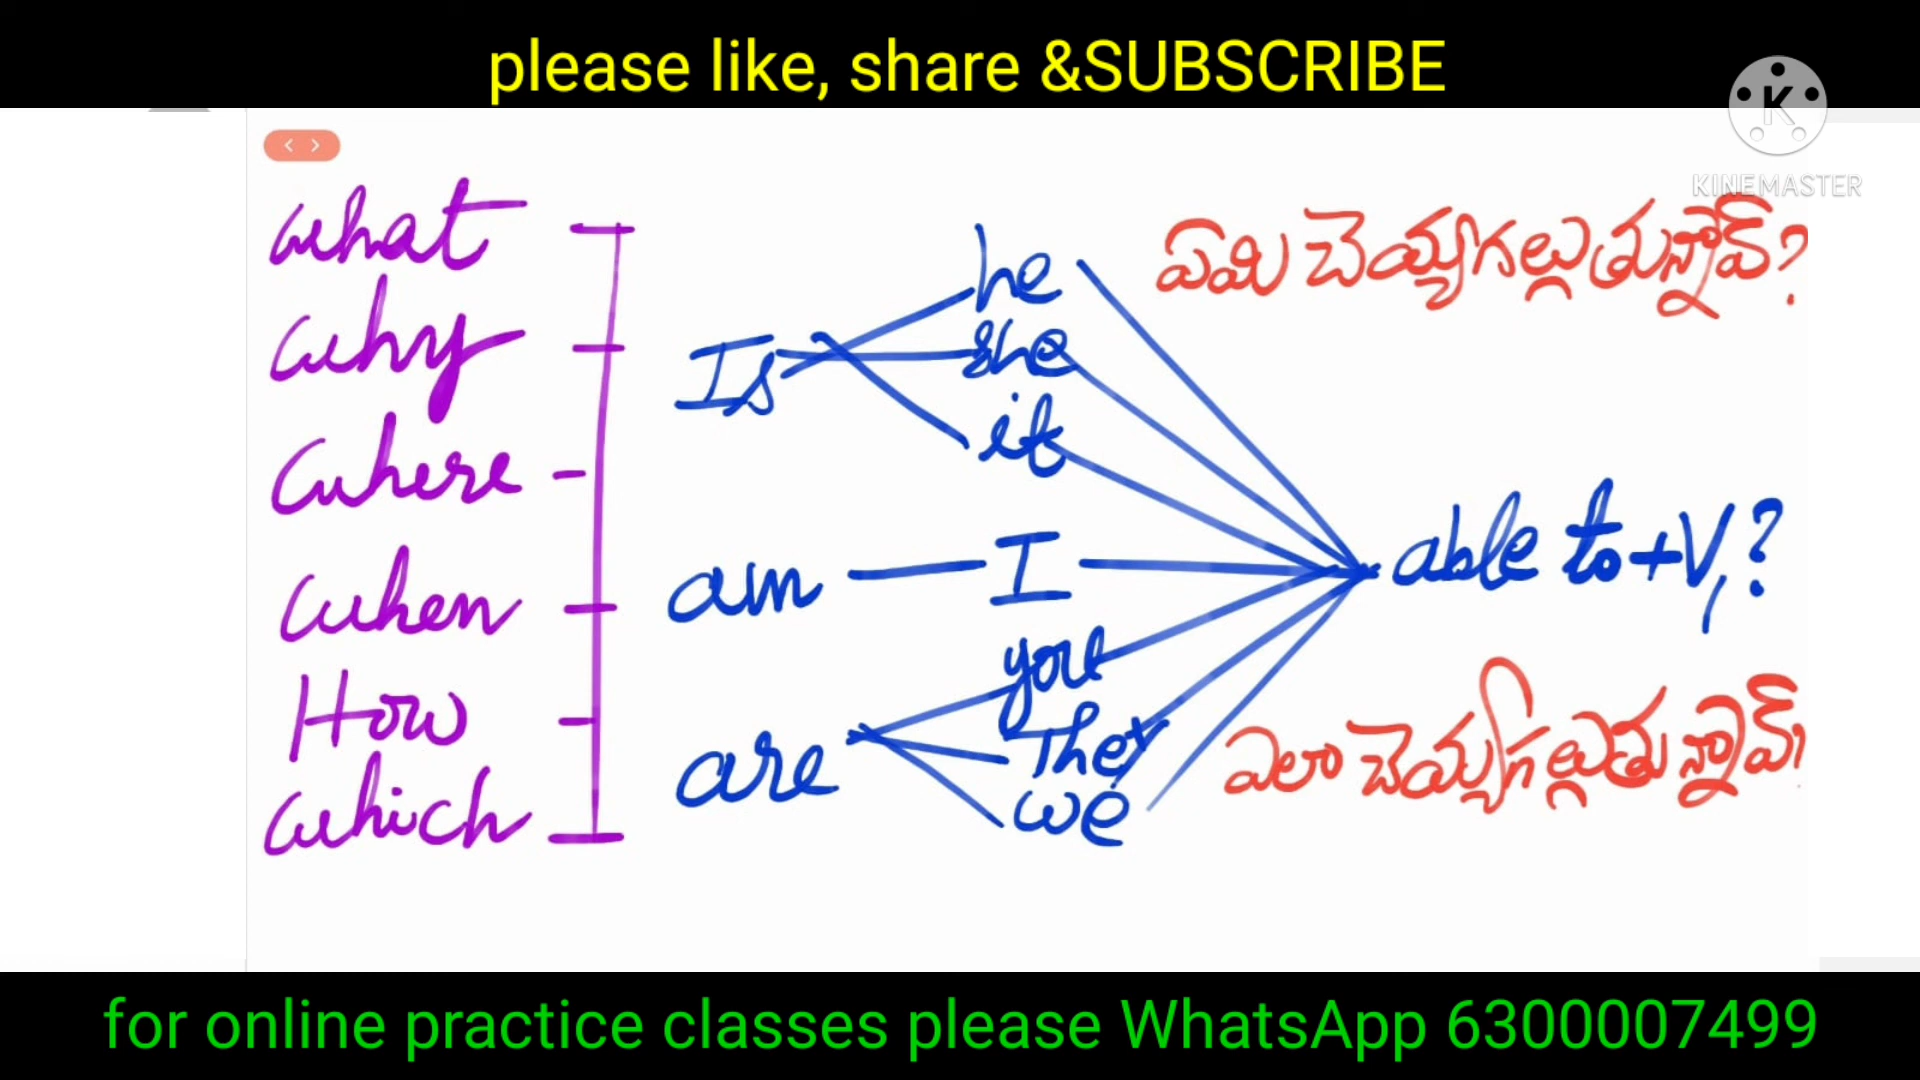 please like, share &SUBSCRIBE
K
KINEMASTER
what
why
where
when
How
which
Is
am
are
he
she
it
I
you
They
we
ఏమి చెయ్యగల్లుతున్నావ్?
able to+V1?
ఎలా చెయ్యగల్లుతున్నావ్?
for online practice classes please WhatsApp 6300007499